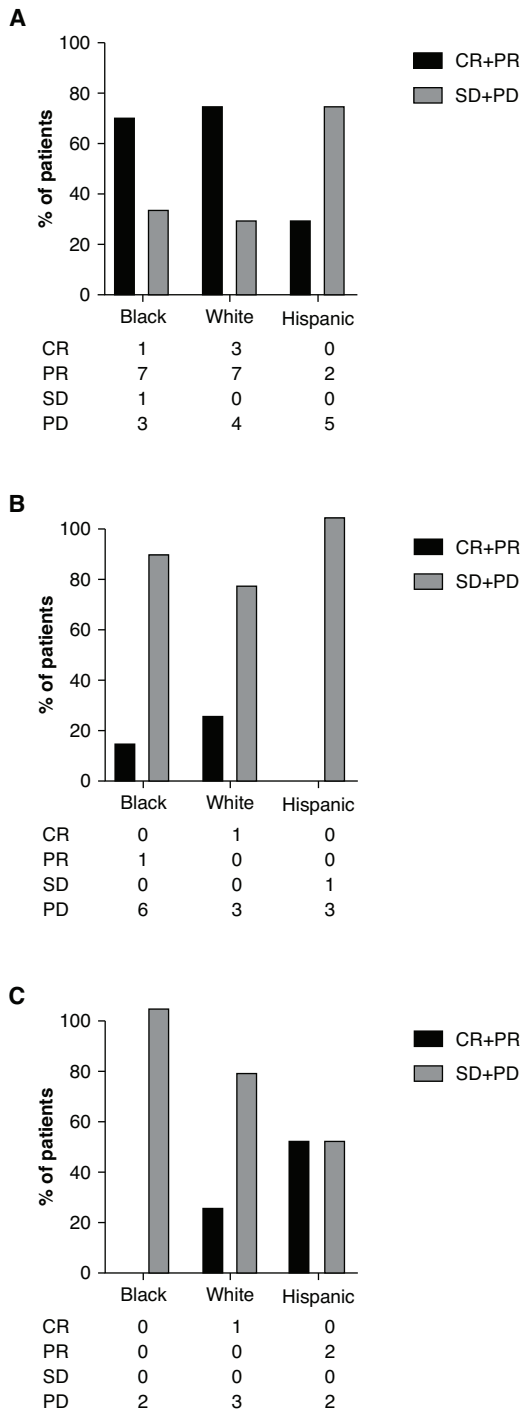 A
100
80
60
40
20
0
% of patients
CR+PR
SD+PD
Black White Hispanic
CR 1 3 0
PR 7 7 2
SD 1 0 0
PD 3 4 5
B
100
80
60
40
20
0
% of patients
CR+PR
SD+PD
Black White Hispanic
CR 0 1 0
PR 1 0 0
SD 0 0 1
PD 6 3 3
C
100
80
60
40
20
0
% of patients
CR+PR
SD+PD
Black White Hispanic
CR 0 1 0
PR 0 0 2
SD 0 0 0
PD 2 3 2